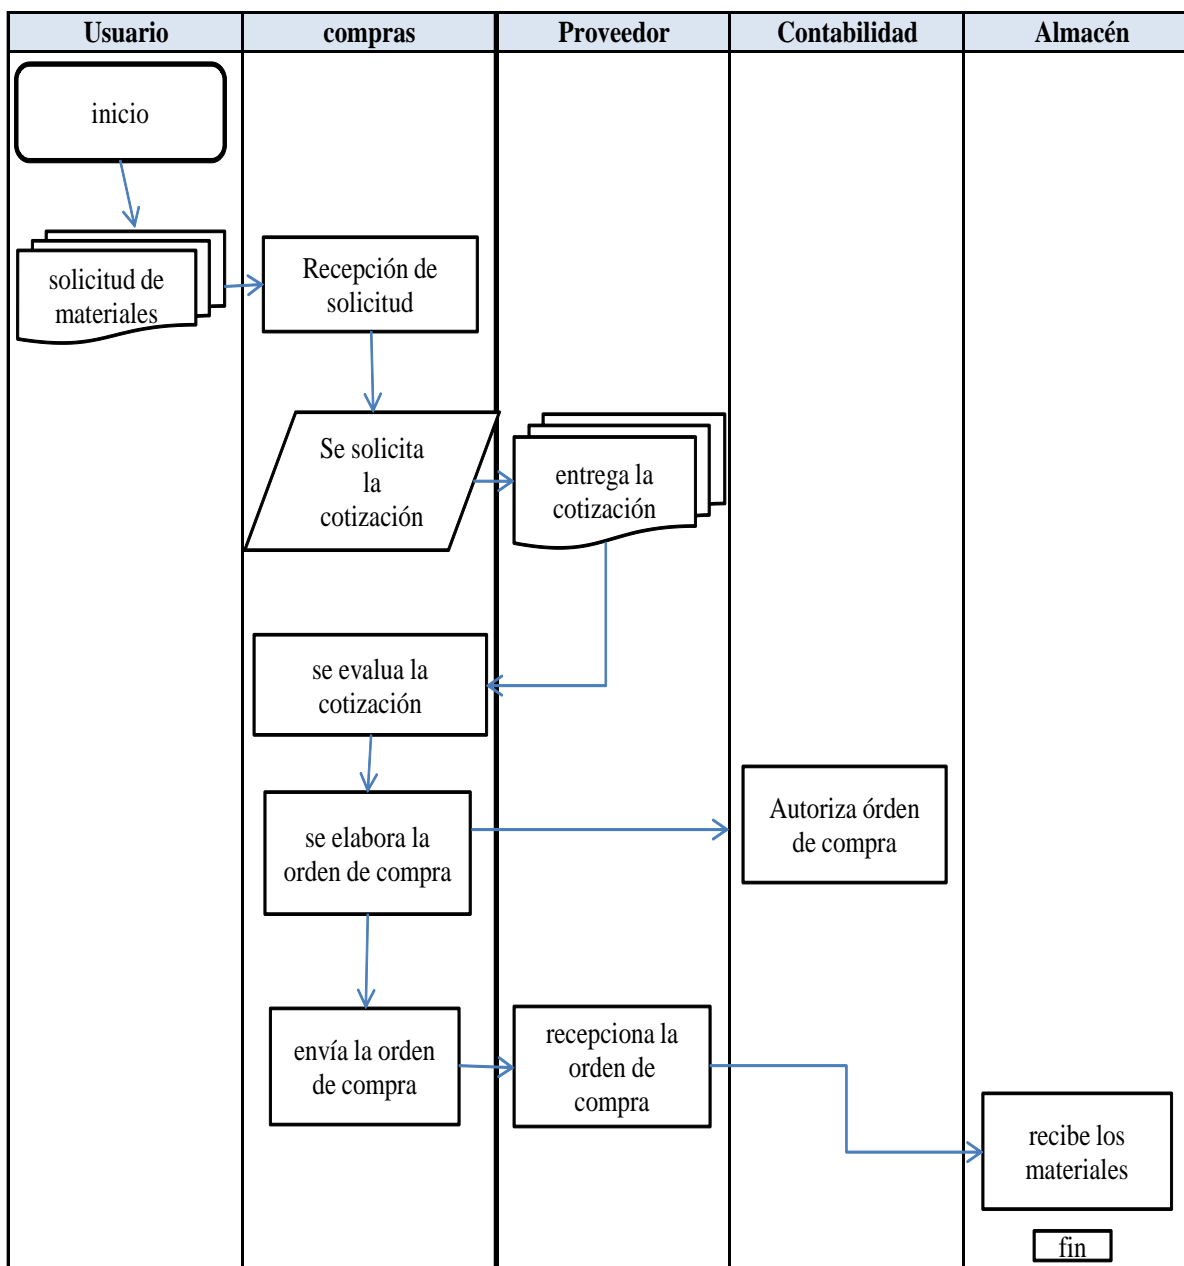 Usuario
compras
Proveedor
Contabilidad
Almacén
inicio
solicitud de
materiales
Recepción de
solicitud
Se solicita
la
cotización
entrega la
cotización
se evalua la
cotización
se elabora la
orden de compra
Autoriza órden
de compra
envía la orden
de compra
recepciona la
orden de
compra
recibe los
materiales
fin